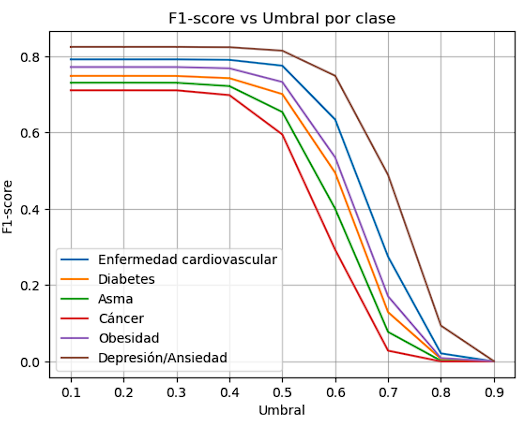 F1-score vs Umbral por clase
F1-score
0.8
0.6
0.4
0.2
0.0
Enfermedad cardiovascular
Diabetes
Asma
Cáncer
Obesidad
Depresión/Ansiedad
0.1 0.2 0.3 0.4 0.5 0.6 0.7 0.8 0.9
Umbral